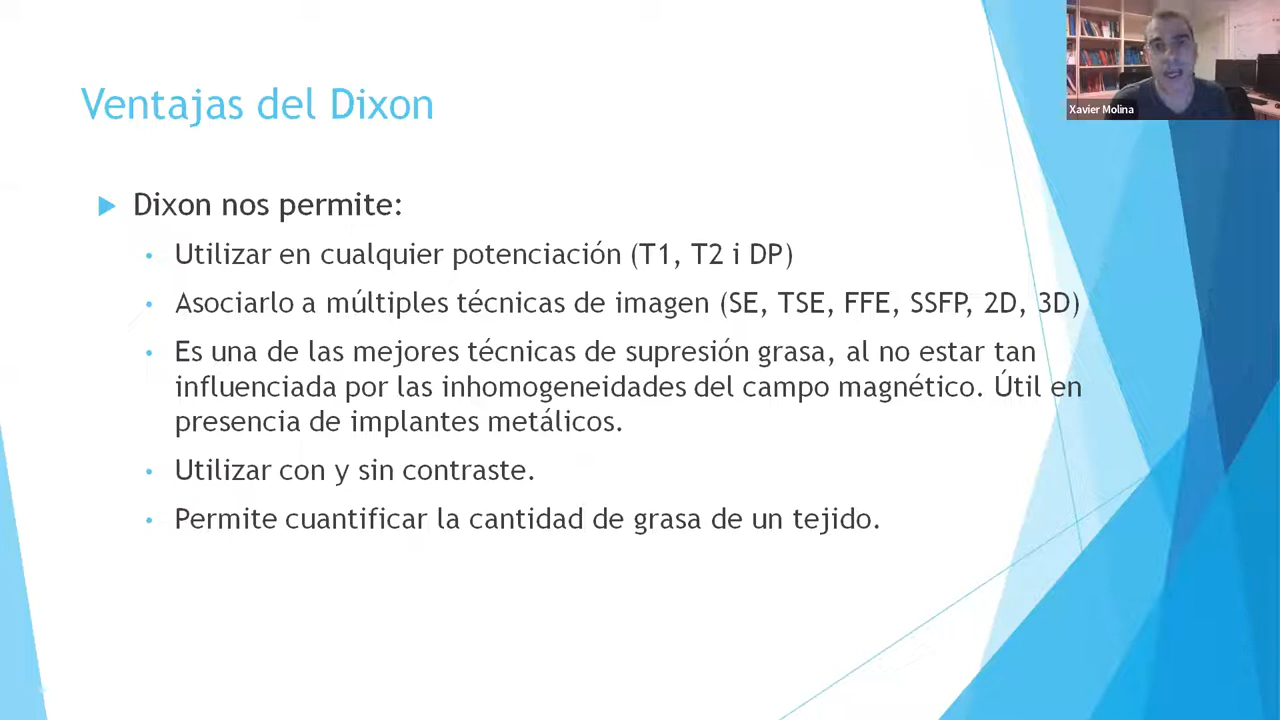 Ventajas del Dixon
Xavier Molina
Dixon nos permite:
Utilizar en cualquier potenciación (T1, T2 i DP)
Asociarlo a múltiples técnicas de imagen (SE, TSE, FFE, SSFP, 2D, 3D)
Es una de las mejores técnicas de supresión grasa, al no estar tan
influenciada por las inhomogeneidades del campo magnético. Útil en
presencia de implantes metálicos.
Utilizar con y sin contraste.
Permite cuantificar la cantidad de grasa de un tejido.